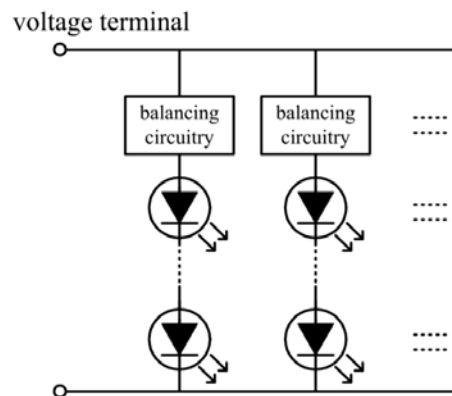 voltage terminal
balancing
circuitry
balancing
circuitry